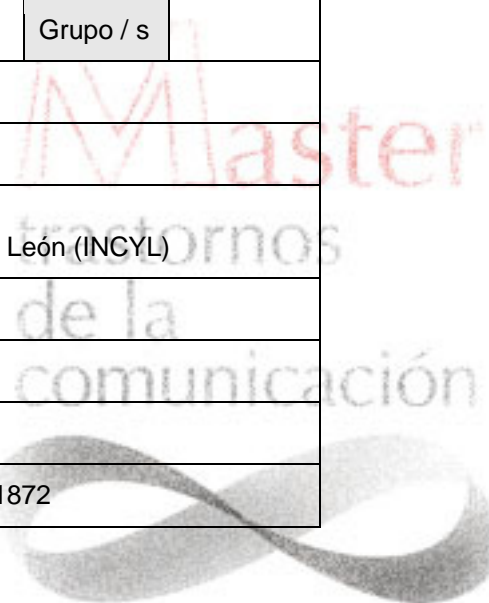 Grupo / s
Master
trastornos
León (INCYL)
de la
comunicación
1872